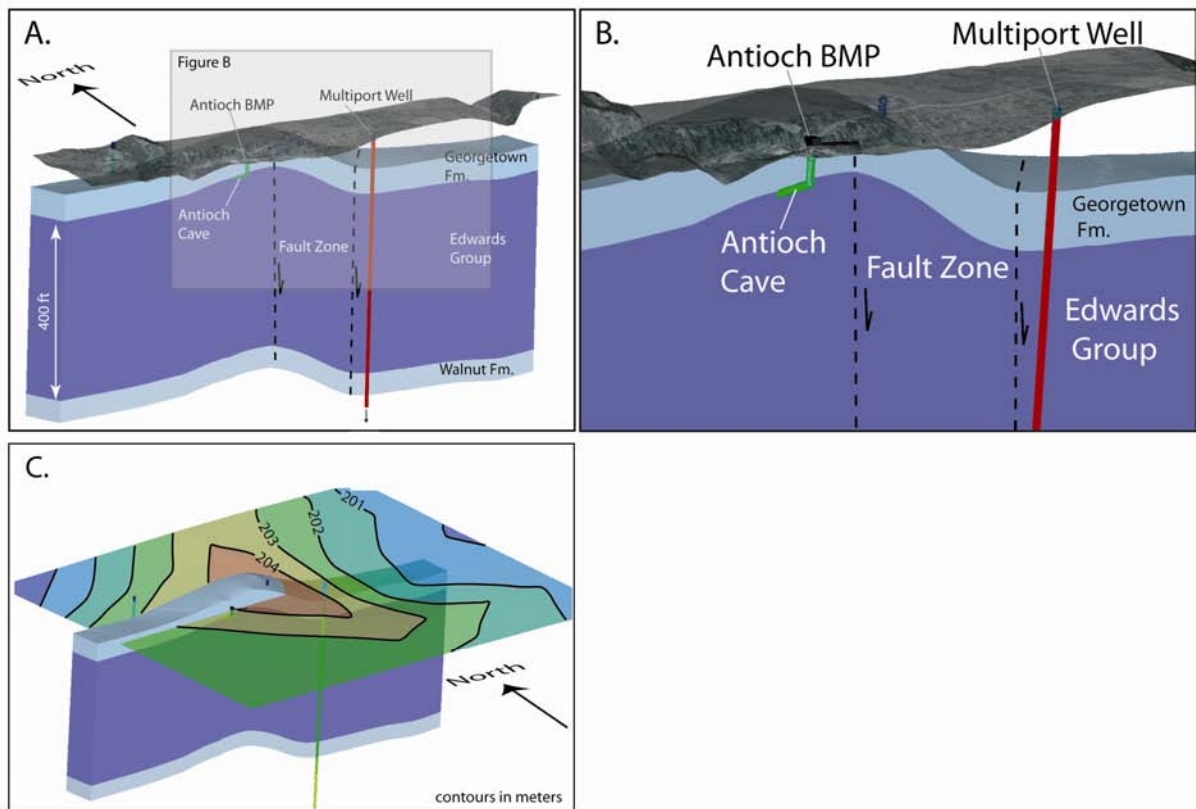 A.
North
Figure B
Antioch BMP
Multiport Well
Georgetown
Fm.
Antioch
Cave
Fault Zone
Edwards
Group
400 ft
Walnut Fm.
B.
Antioch BMP
Multiport Well
Georgetown
Fm.
Antioch
Cave
Fault Zone
Edwards
Group
C.
201
202
203
204
North
contours in meters